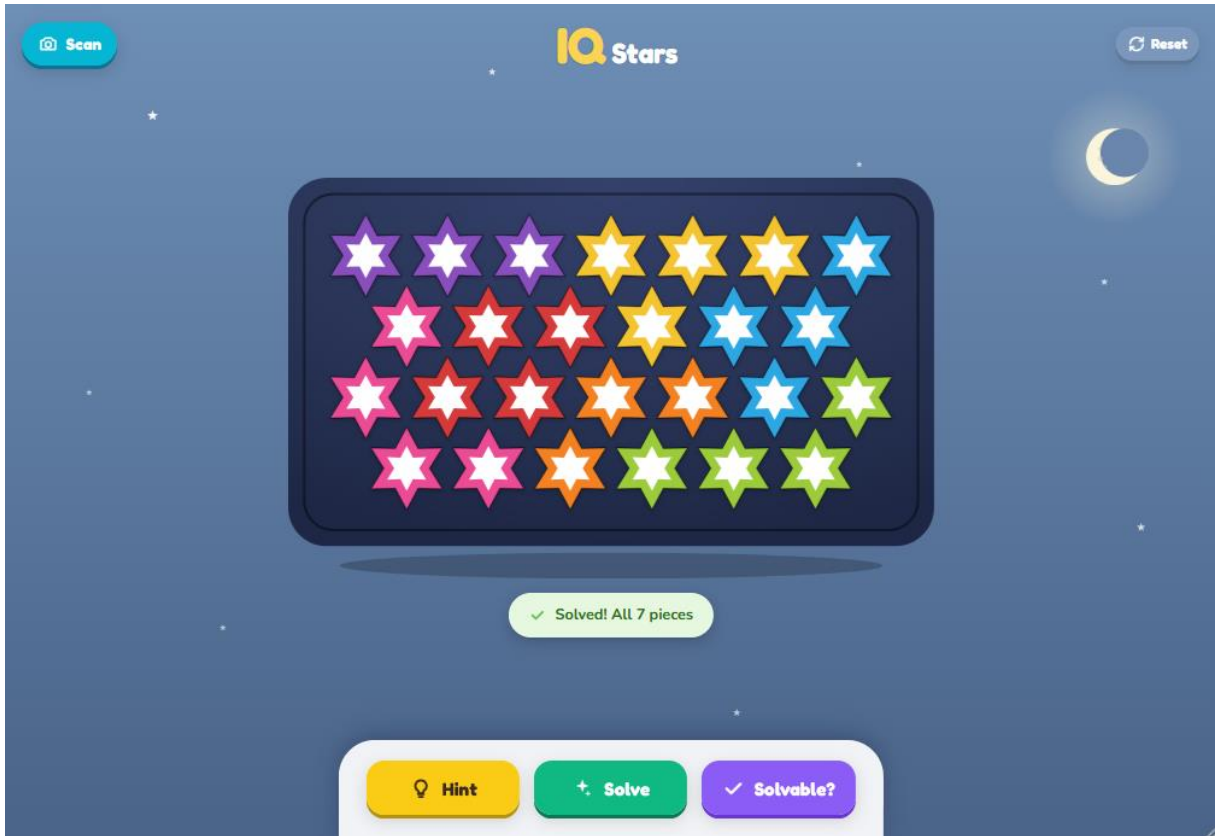 Scan
IQ Stars
Reset
Solved! All 7 pieces
Hint
Solve
Solvable?